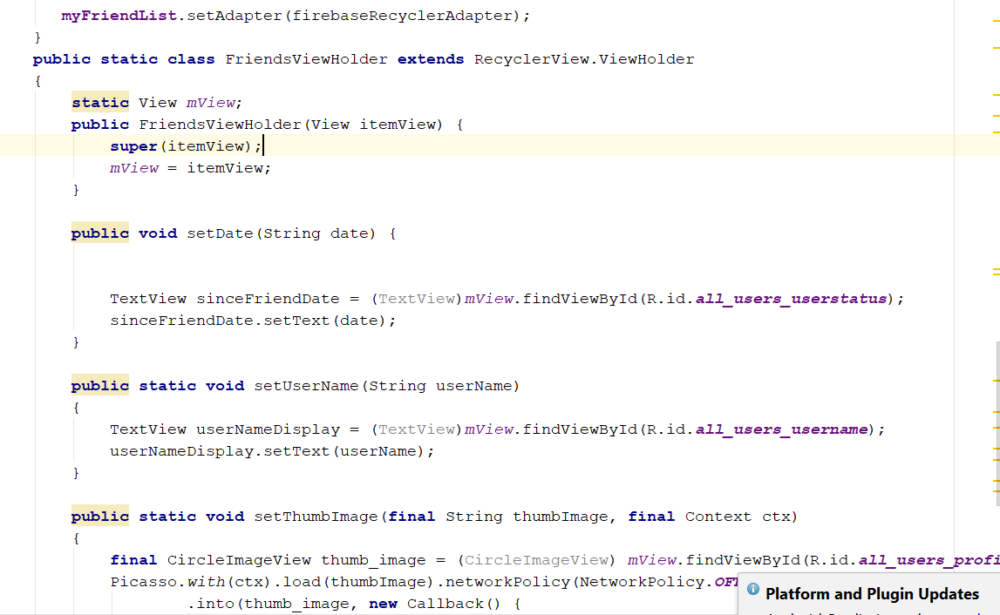 myFriendList.setAdapter(firebaseRecyclerAdapter);
}
public static class FriendsViewHolder extends RecyclerView.ViewHolder
{
static View mView;
public FriendsViewHolder(View itemView) {
super(itemView);
mView = itemView;
}
public void setDate(String date) {
TextView sinceFriendDate = (TextView)mView.findViewById(R.id.all_users_userstatus);
sinceFriendDate.setText(date);
}
public static void setUserName(String userName)
{
TextView userNameDisplay = (TextView)mView.findViewById(R.id.all_users_username);
userNameDisplay.setText(userName);
}
public static void setThumbImage(final String thumbImage, final Context ctx)
{
final CircleImageView thumb_image = (CircleImageView) mView.findViewById(R.id.all_users_profi
Picasso.with(ctx).load(thumbImage).networkPolicy(NetworkPolicy.
.into(thumb_image, new Callback() {
Platform and Plugin Updates